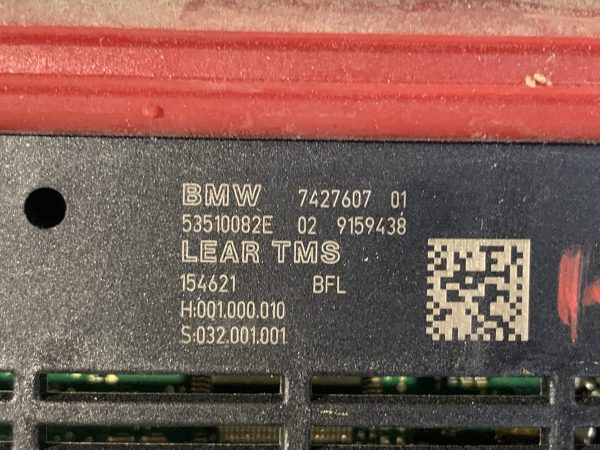 BMW 7427607 01
53510082E 02 9159438
LEAR TMS
154621 BFL
H:001.000.010
S:032.001.001